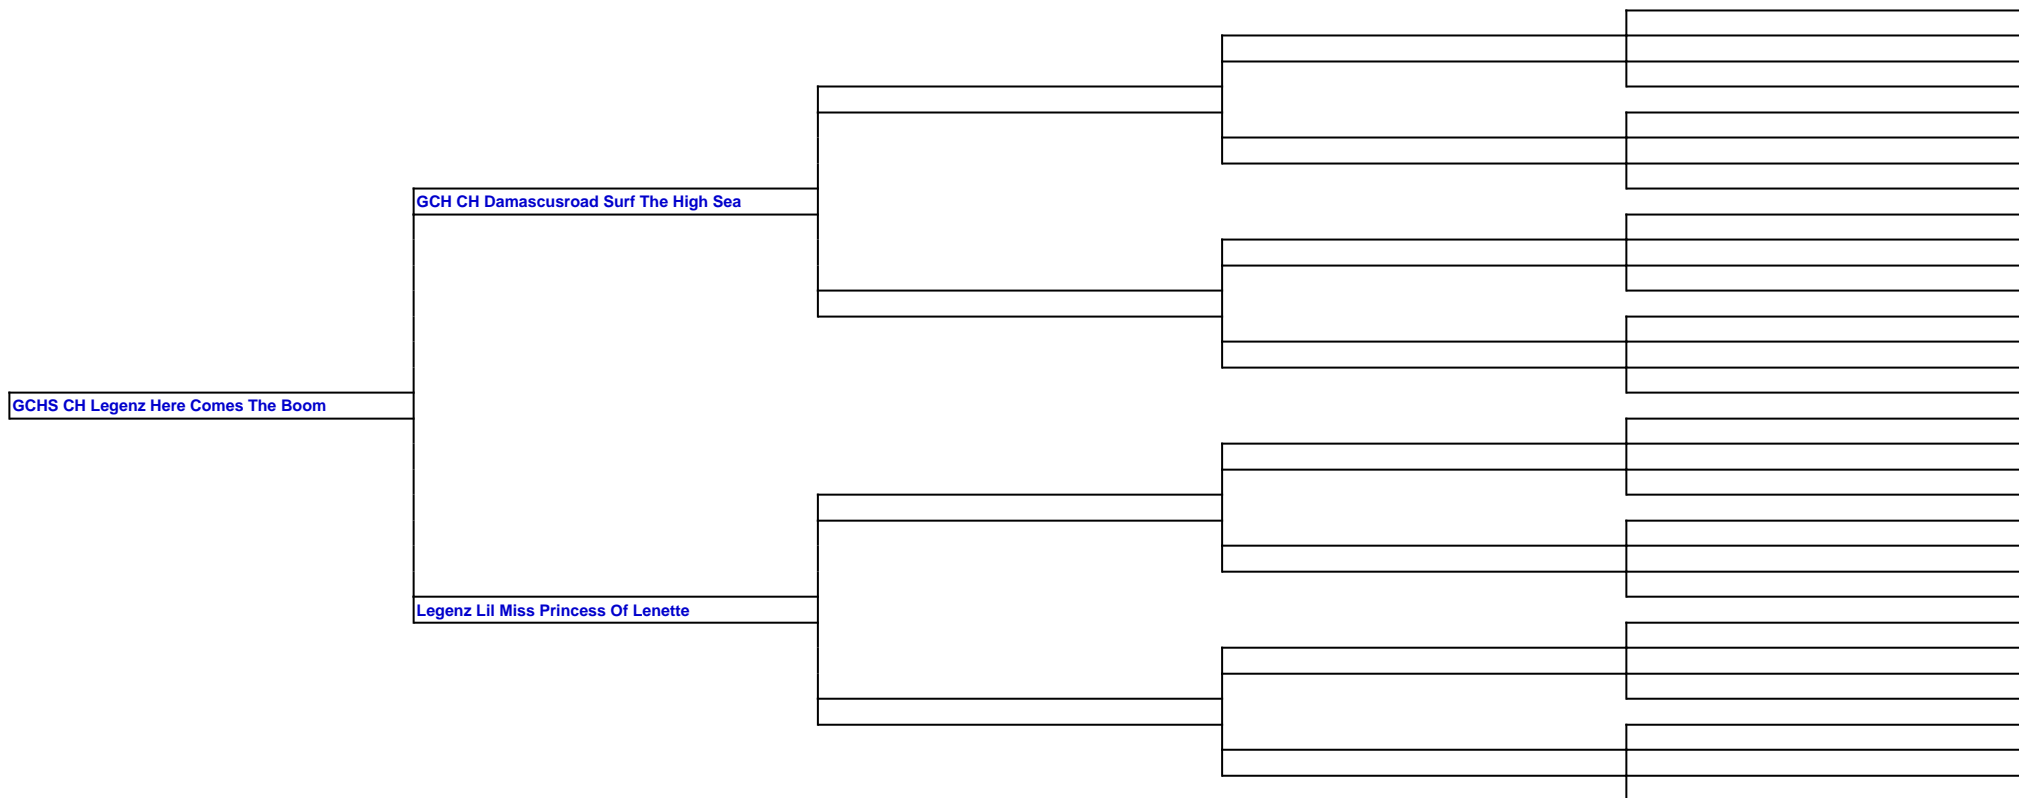 GCH CH Damascusroad Surf The High Sea
GCHS CH Legenz Here Comes The Boom
Legenz Lil Miss Princess Of Lenette